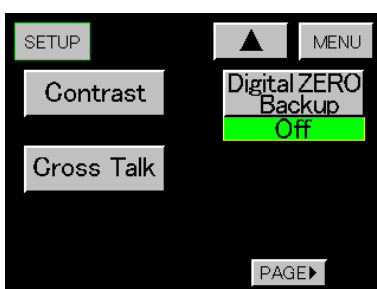 SETUP
▲
MENU
Contrast
Digital ZERO
Backup
Off
Cross Talk
PAGE▶